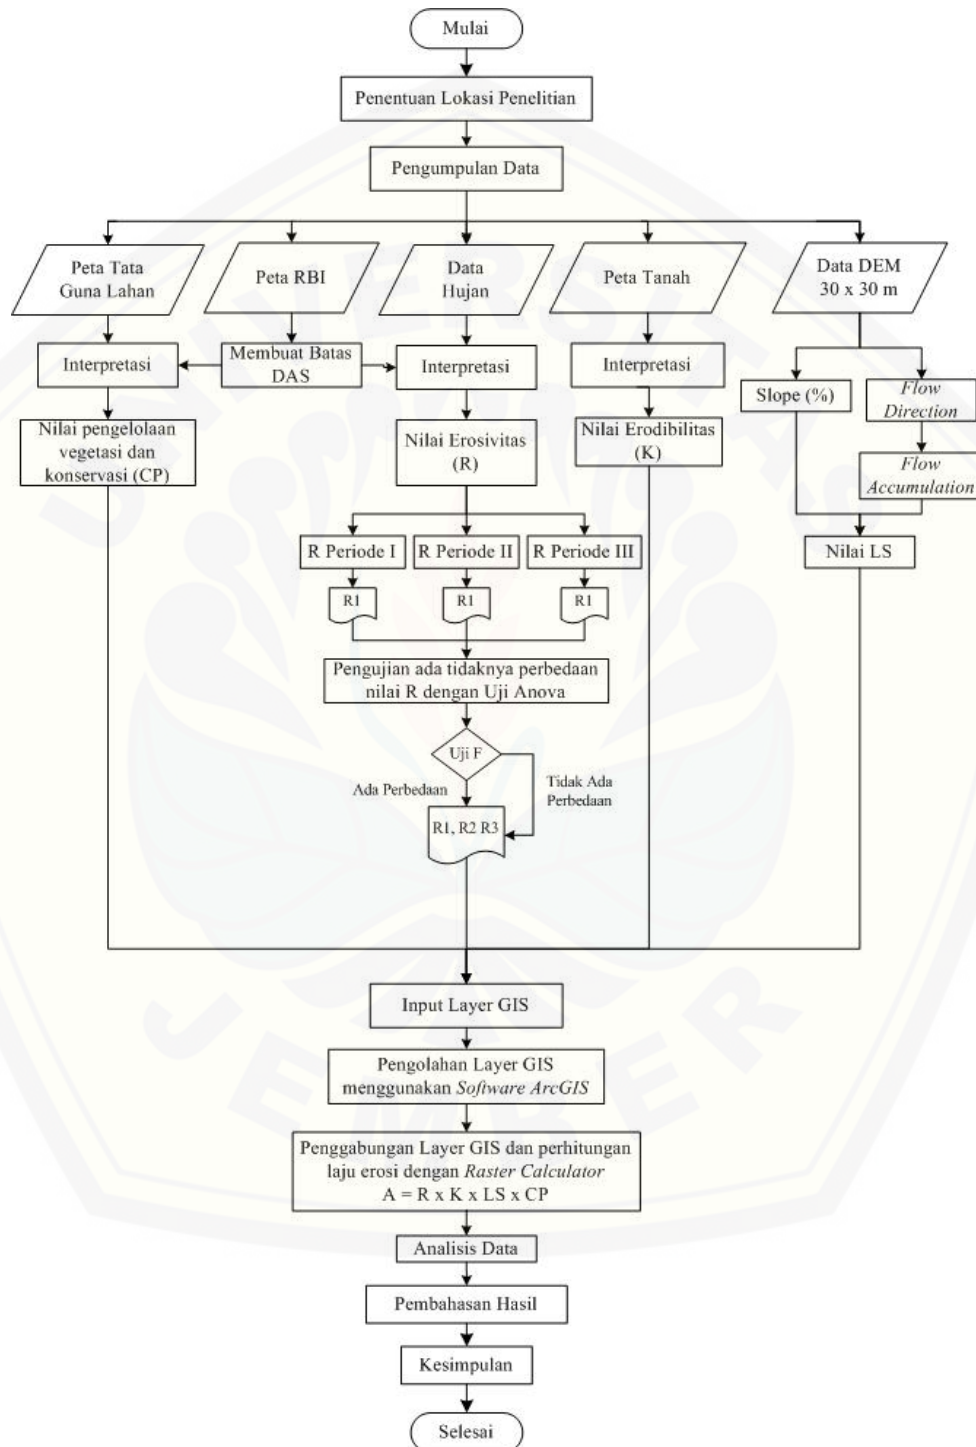 Mulai
Penentuan Lokasi Penelitian
Pengumpulan Data
Peta Tata
Guna Lahan
Peta RBI
Data
Hujan
Peta Tanah
Data DEM
30 x 30 m
Interpretasi
Membuat Batas
DAS
Interpretasi
Interpretasi
Slope (%)
Flow
Direction
Nilai pengelolaan
vegetasi dan
konservasi (CP)
Nilai Erosivitas
(R)
Nilai Erodibilitas
(K)
Flow
Accumulation
R Periode I
R Periode II
R Periode III
Nilai LS
R1
R1
R1
Pengujian ada tidaknya perbedaan
nilai R dengan Uji Anova
Uji F
Ada Perbedaan
Tidak Ada
Perbedaan
R1, R2 R3
Input Layer GIS
Pengolahan Layer GIS
menggunakan Software ArcGIS
Penggabungan Layer GIS dan perhitungan
laju erosi dengan Raster Calculator
A = R x K x LS x CP
Analisis Data
Pembahasan Hasil
Kesimpulan
Selesai
UNIVERSITAS
JEMBER